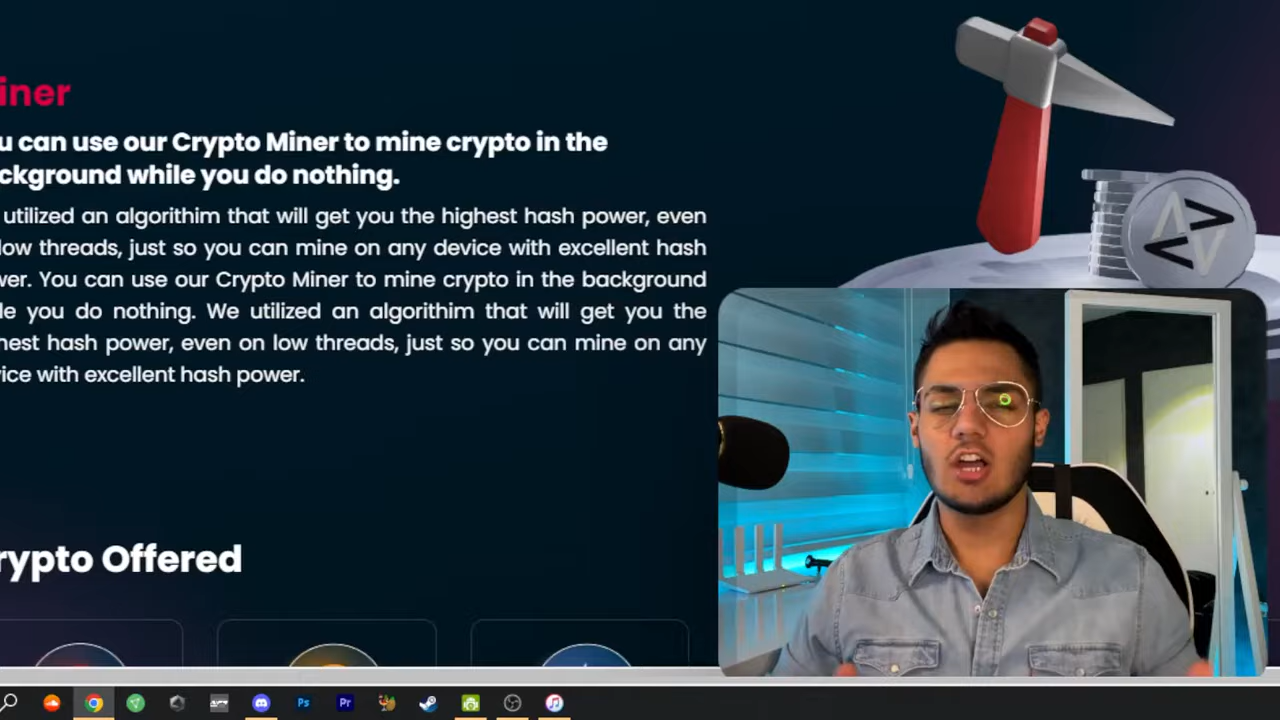 iner
u can use our Crypto Miner to mine crypto in the
ckground while you do nothing.
utilized an algorithim that will get you the highest hash power, even
low threads, just so you can mine on any device with excellent hash
wer. You can use our Crypto Miner to mine crypto in the background
le you do nothing. We utilized an algorithim that will get you the
hest hash power, even on low threads, just so you can mine on any
vice with excellent hash power.
rypto Offered
Ps
Pr